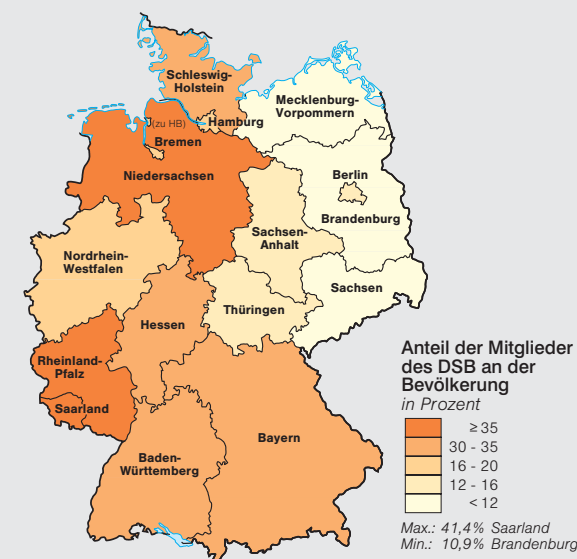 Schleswig-
Holstein
Mecklenburg-
Vorpommern
Hamburg
(zu HB)
Bremen
Niedersachsen
Berlin
Brandenburg
Sachsen-
Anhalt
Nordrhein-
Westfalen
Sachsen
Thüringen
Hessen
Rheinland-
Pfalz
Saarland
Bayern
Baden-
Württemberg
Anteil der Mitglieder
des DSB an der
Bevölkerung
in Prozent
≥ 35
30 - 35
16 - 20
12 - 16
< 12
Max.: 41,4% Saarland
Min.: 10,9% Brandenburg